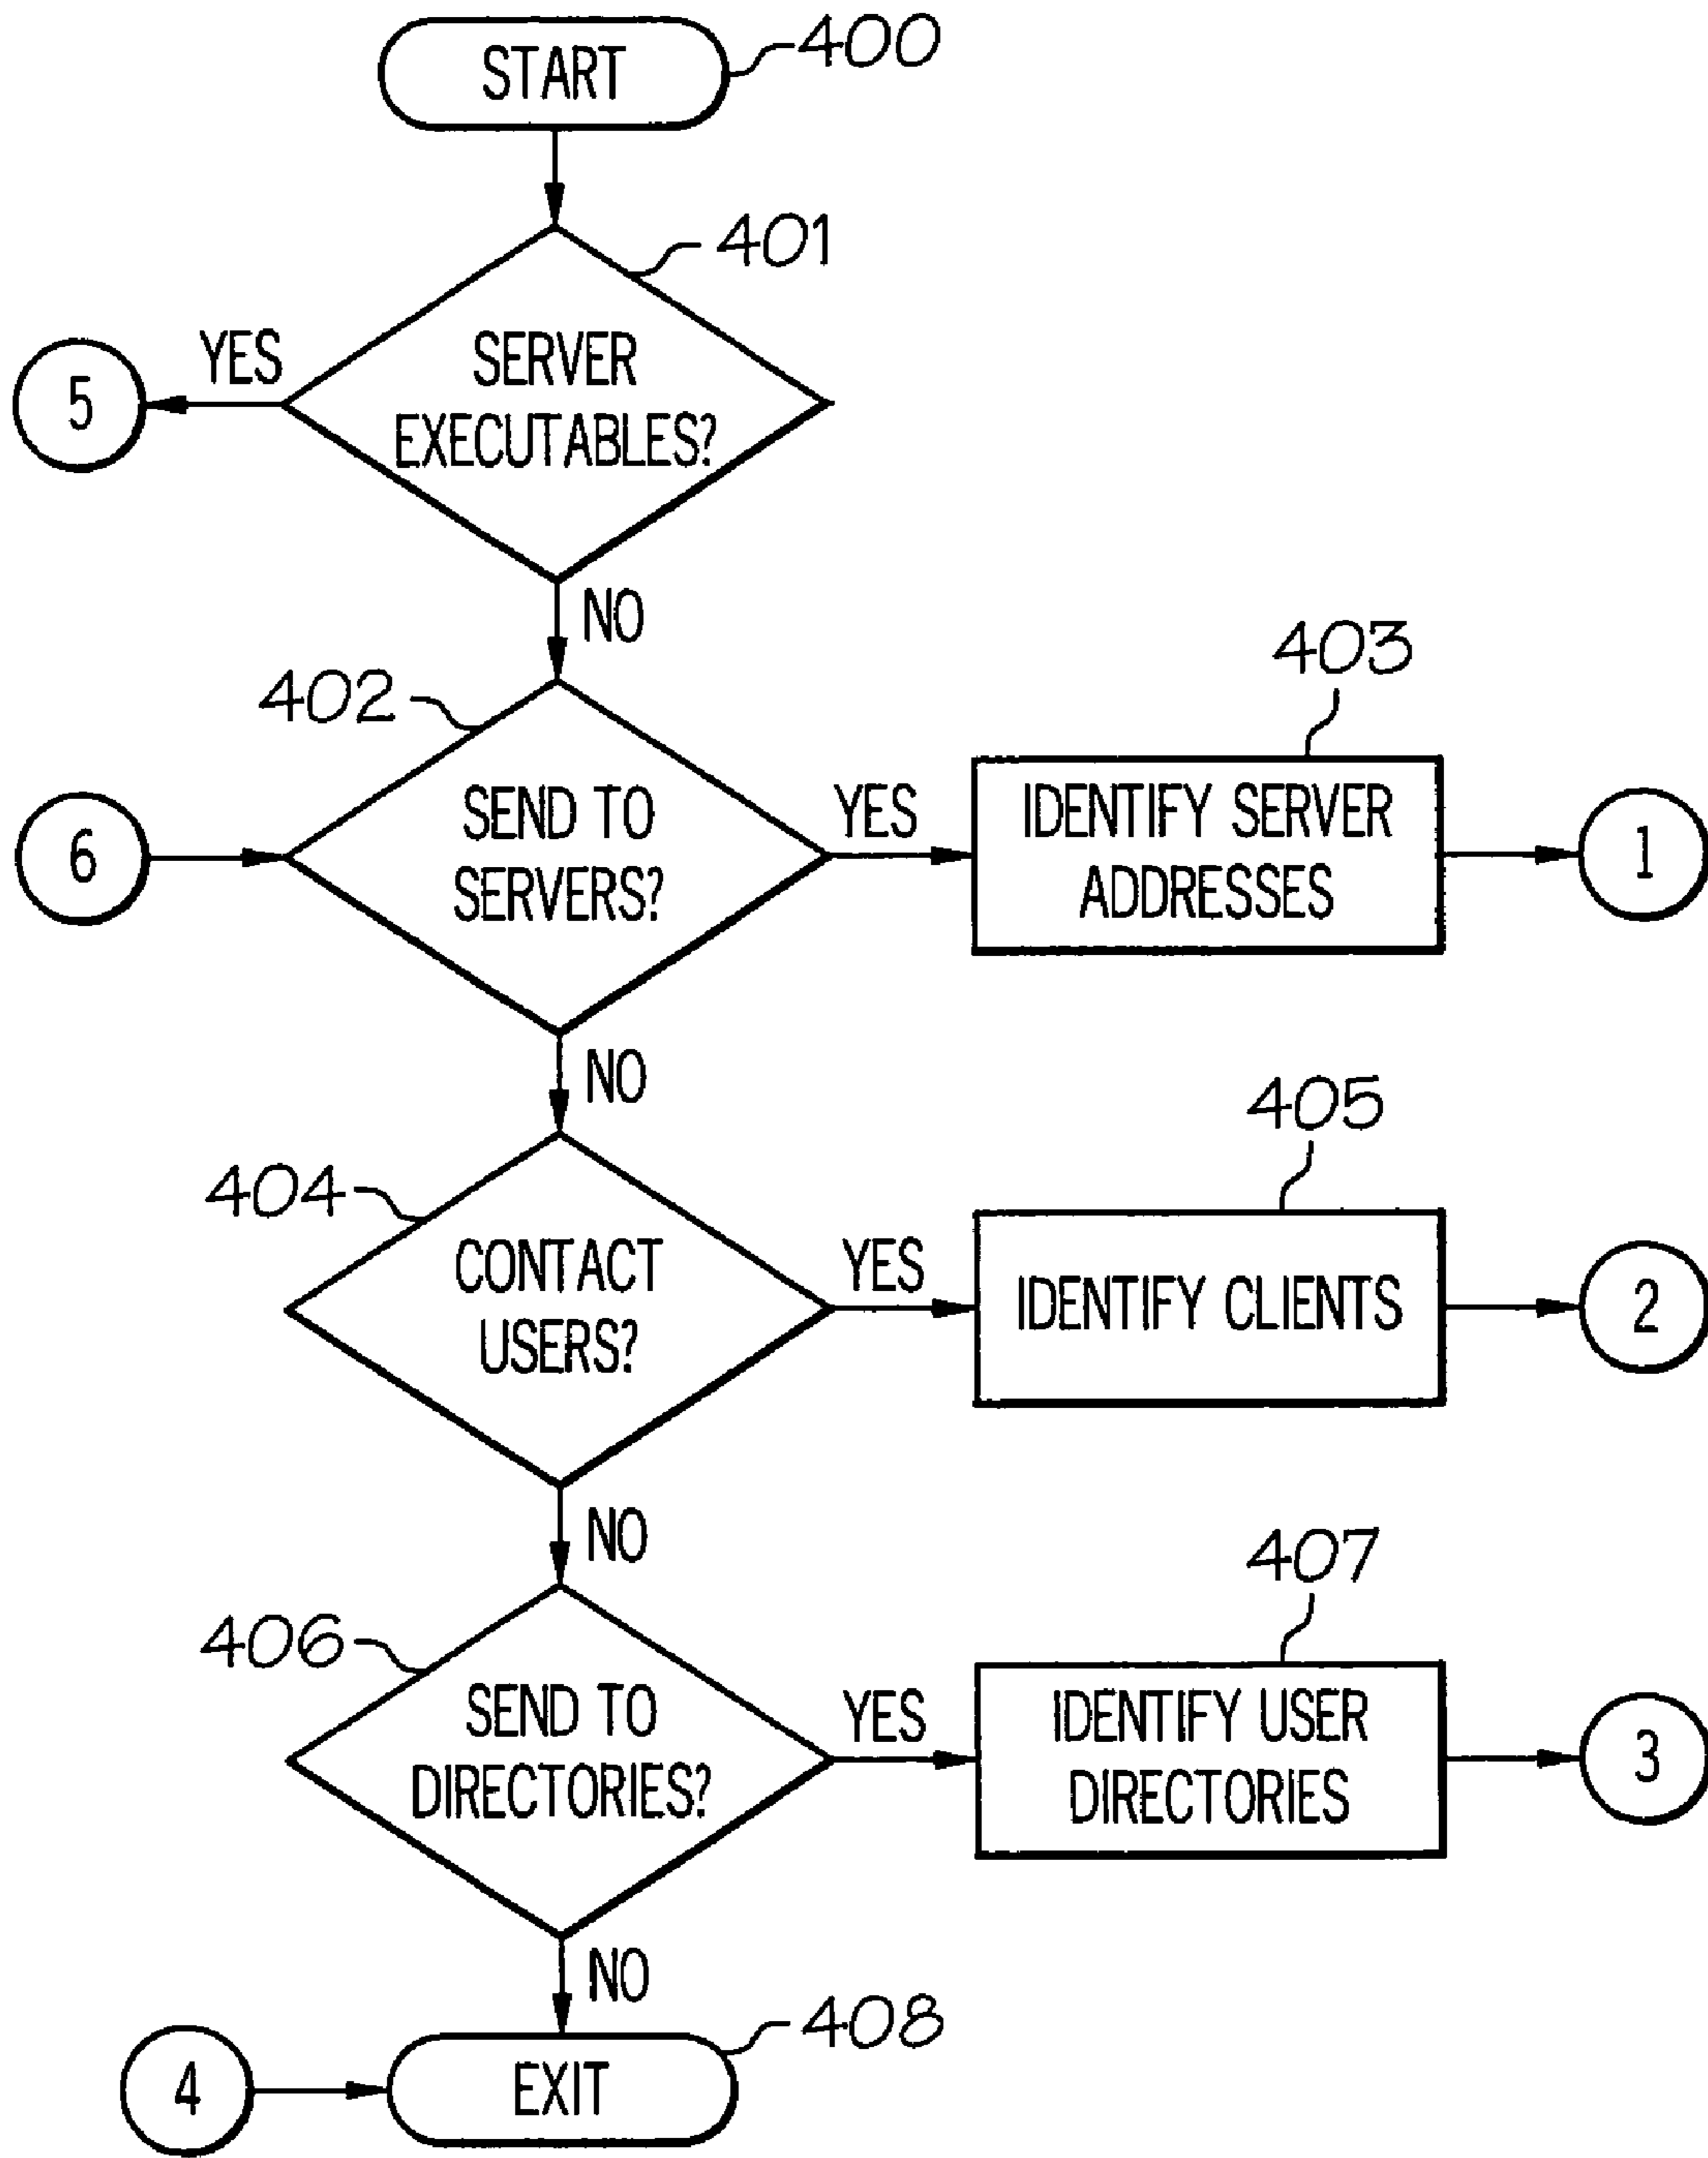 START
400
401
YES
5
SERVER
EXECUTABLES?
NO
402
403
6
SEND TO
SERVERS?
YES
IDENTIFY SERVER
ADDRESSES
1
NO
404
405
CONTACT
USERS?
YES
IDENTIFY CLIENTS
2
NO
406
407
SEND TO
DIRECTORIES?
YES
IDENTIFY USER
DIRECTORIES
3
NO
408
4
EXIT